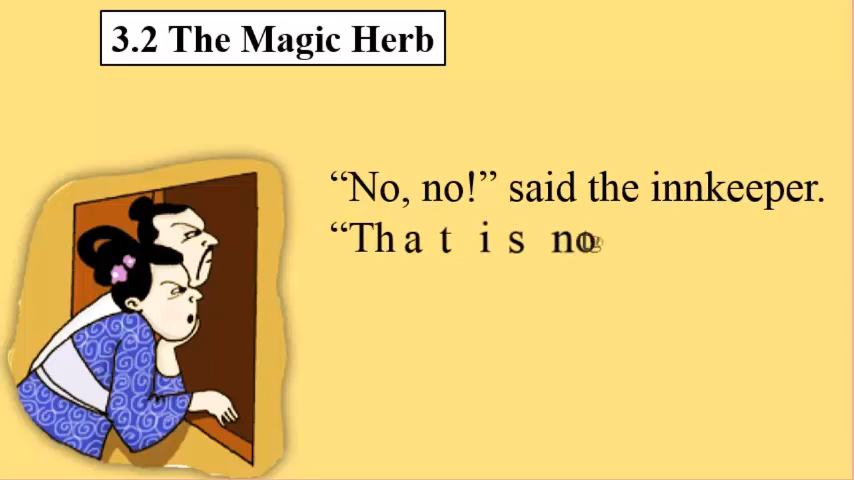 3.2 The Magic Herb
“No, no!” said the innkeeper.
“That is no